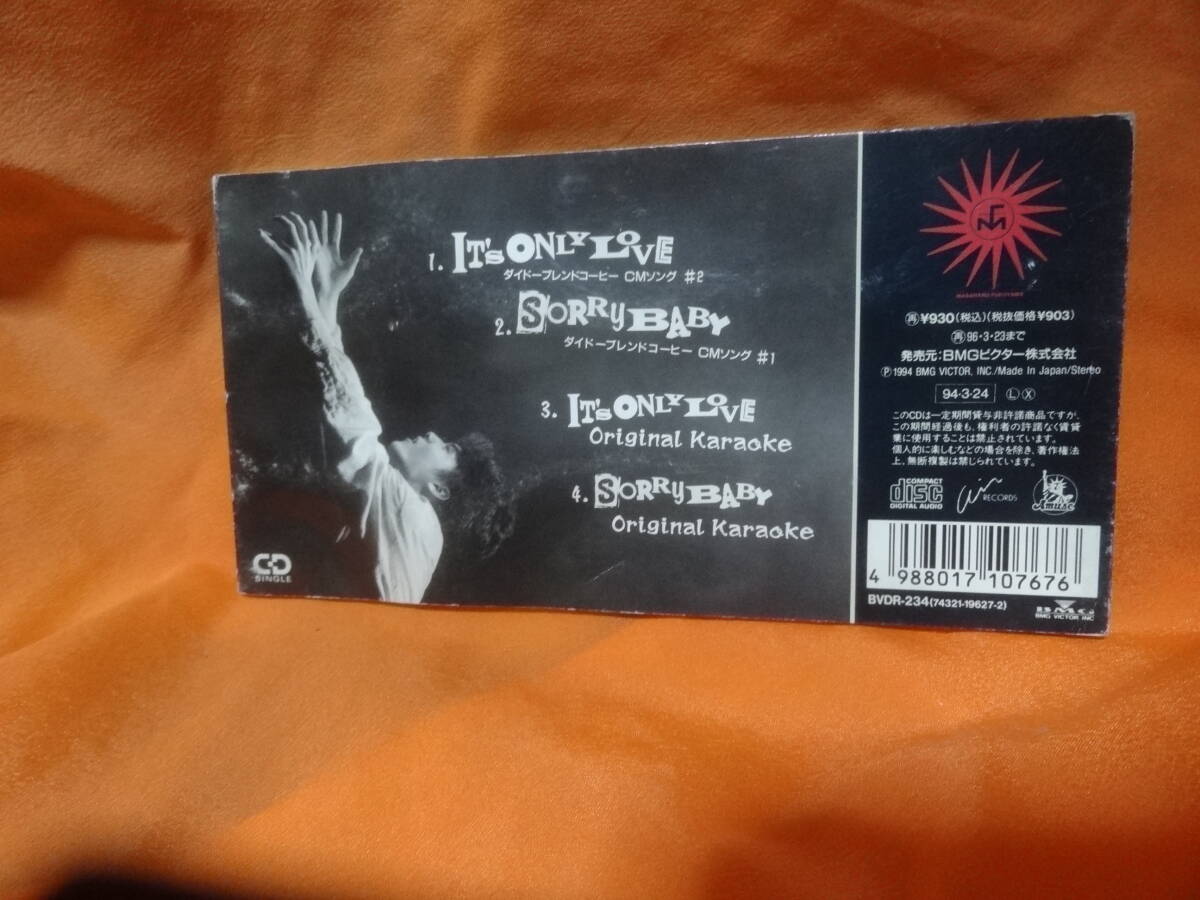 1. IT'S ONLY LOVE
ダイドーブレンドコーヒー CMソング #2
2. SORRY BABY
ダイドーブレンドコーヒー CMソング #1
3. IT'S ONLY LOVE
Original Karaoke
4. SORRY BABY
Original Karaoke
CD
SINGLE
FM
MASAHARU FUKUYAMA
再¥930(税込)(税抜価格¥903)
再96・3・23まで
発売元:BMGビクター株式会社
Ⓟ1994 BMG VICTOR, INC./Made In Japan/Stereo
94・3・24 Ⓛ Ⓧ
このCDは一定期間貸与非許諾商品ですが、
この期間経過後も、権利者の許諾なく賃貸
業に使用することは禁止されています。
個人的に楽しむなどの場合を除き、著作権法
上、無断複製は禁じられています。
COMPACT
disc
DIGITAL AUDIO
air RECORDS
Amuse
4 988017 107676
BVDR-234(74321-19627-2)
BMG
BMG VICTOR, INC